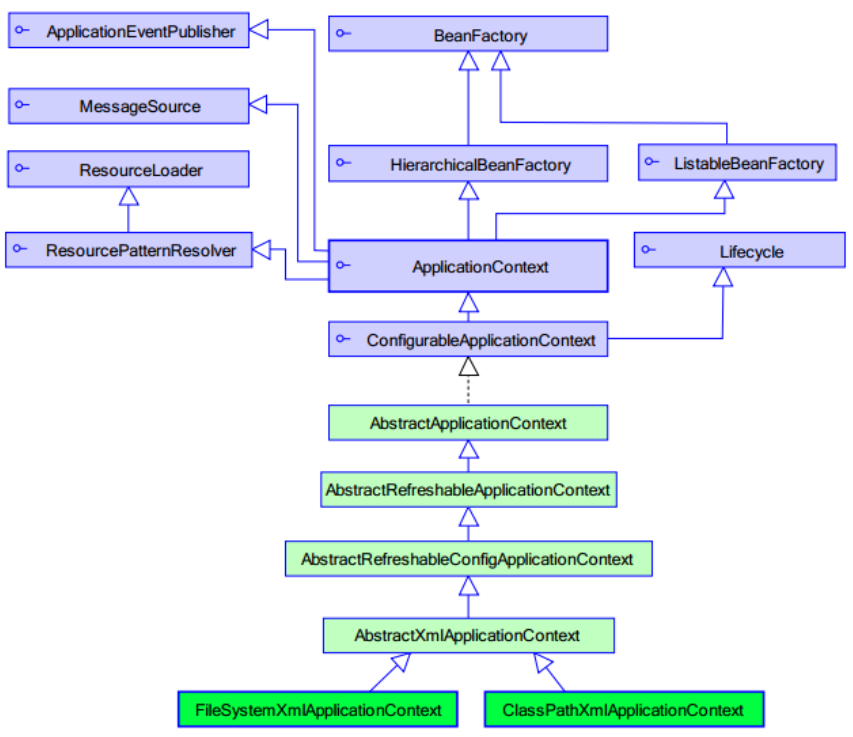 ApplicationEventPublisher
BeanFactory
MessageSource
ResourceLoader
HierarchicalBeanFactory
ListableBeanFactory
ResourcePatternResolver
ApplicationContext
Lifecycle
ConfigurableApplicationContext
AbstractApplicationContext
AbstractRefreshableApplicationContext
AbstractRefreshableConfigApplicationContext
AbstractXmlApplicationContext
FileSystemXmlApplicationContext
ClassPathXmlApplicationContext